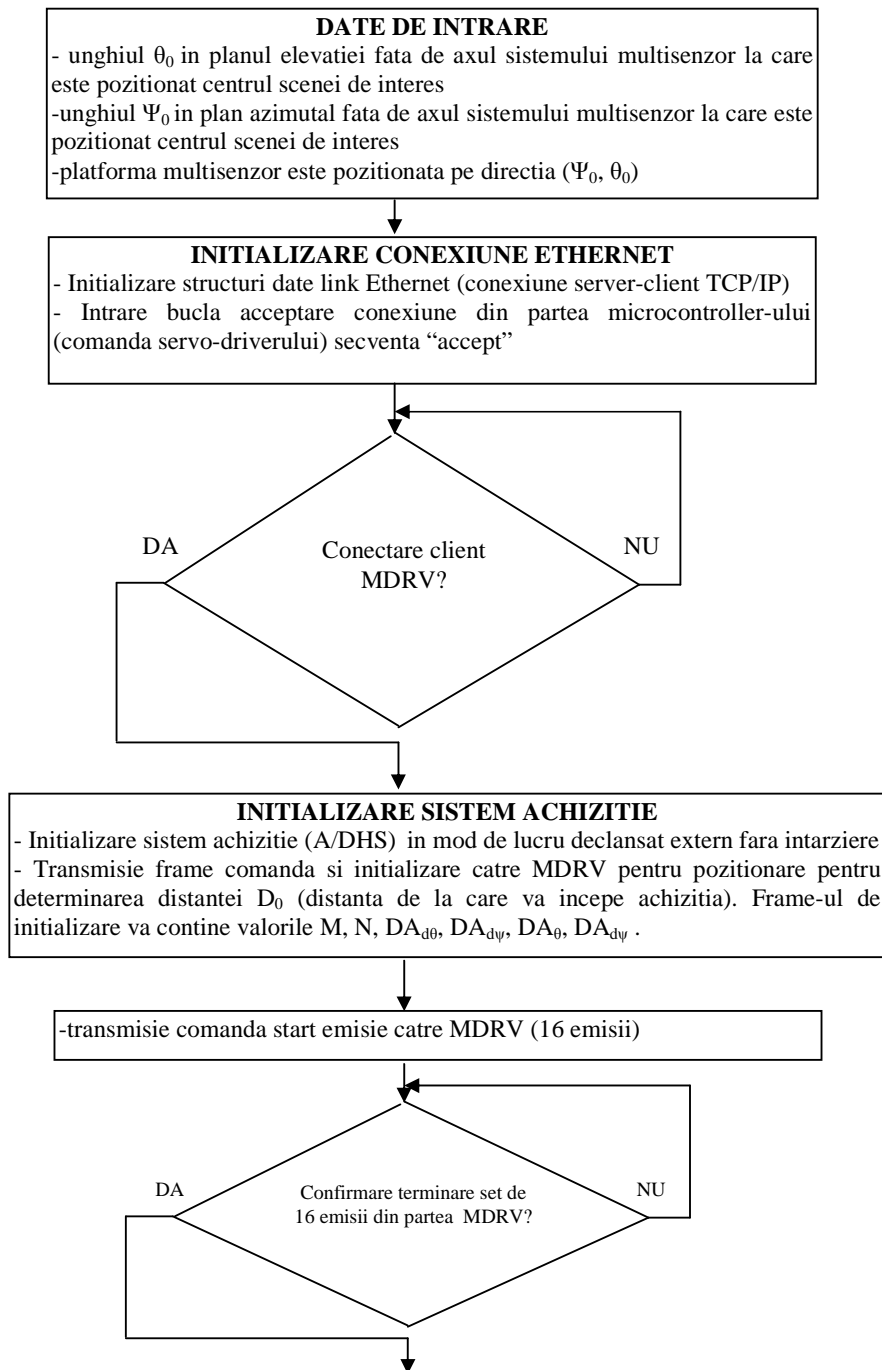 DATE DE INTRARE
- unghiul θ₀ in planul elevatiei fata de axul sistemului multisenzor la care
este pozitionat centrul scenei de interes
-unghiul Ψ₀ in plan azimutal fata de axul sistemului multisenzor la care este
pozitionat centrul scenei de interes
-platforma multisenzor este pozitionata pe directia (Ψ₀, θ₀)
INITIALIZARE CONEXIUNE ETHERNET
- Initializare structuri date link Ethernet (conexiune server-client TCP/IP)
- Intrare bucla acceptare conexiune din partea microcontroller-ului
(comanda servo-driverului) secventa “accept”
DA
Conectare client
MDRV?
NU
INITIALIZARE SISTEM ACHIZITIE
- Initializare sistem achizitie (A/DHS) in mod de lucru declansat extern fara intarziere
- Transmisie frame comanda si initializare catre MDRV pentru pozitionare pentru
determinarea distantei D₀ (distanta de la care va incepe achizitia). Frame-ul de
initializare va contine valorile M, N, DA_dθ, DA_dψ, DA_θ, DA_dψ .
-transmisie comanda start emisie catre MDRV (16 emisii)
DA
Confirmare terminare set de
16 emisii din partea MDRV?
NU